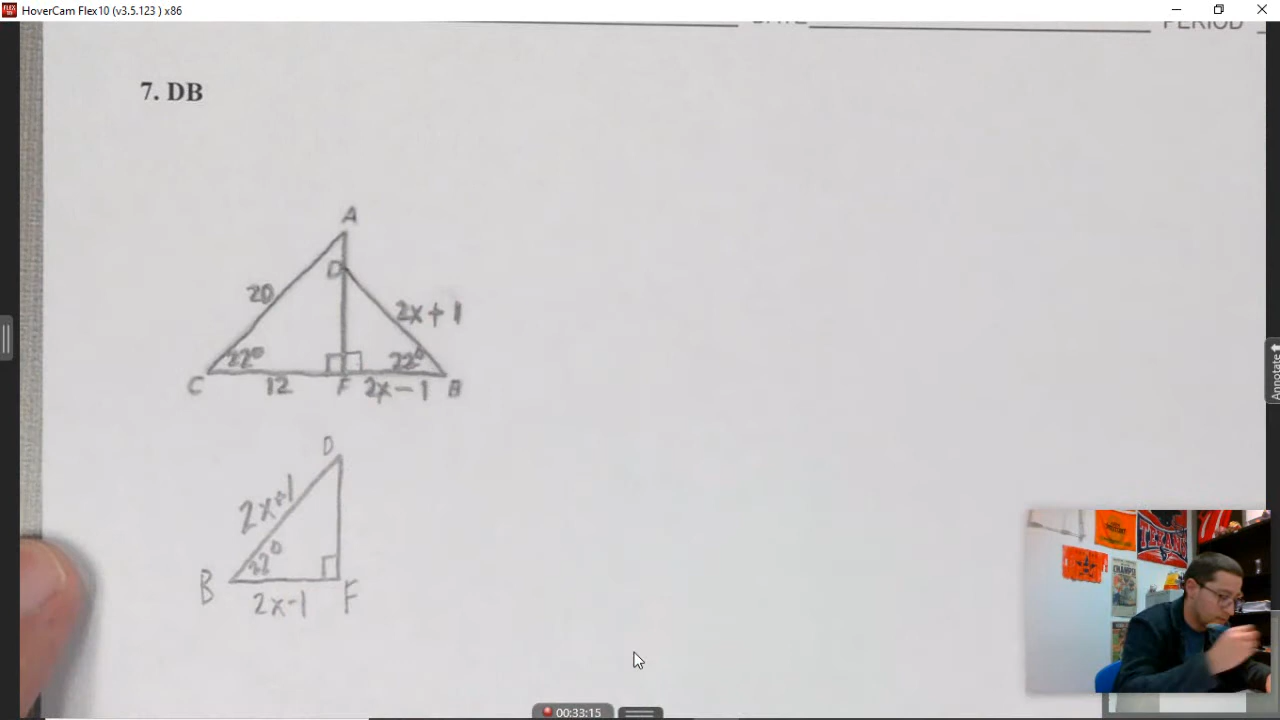 HoverCam Flex10 (v3.5.123 ) x86
PERIOD
7. DB
A
D
20
2x+1
22°
22°
C
12
F
2x-1
B
D
2x+1
22°
B
2x-1
F
Annotate
TEXANS
00:33:15